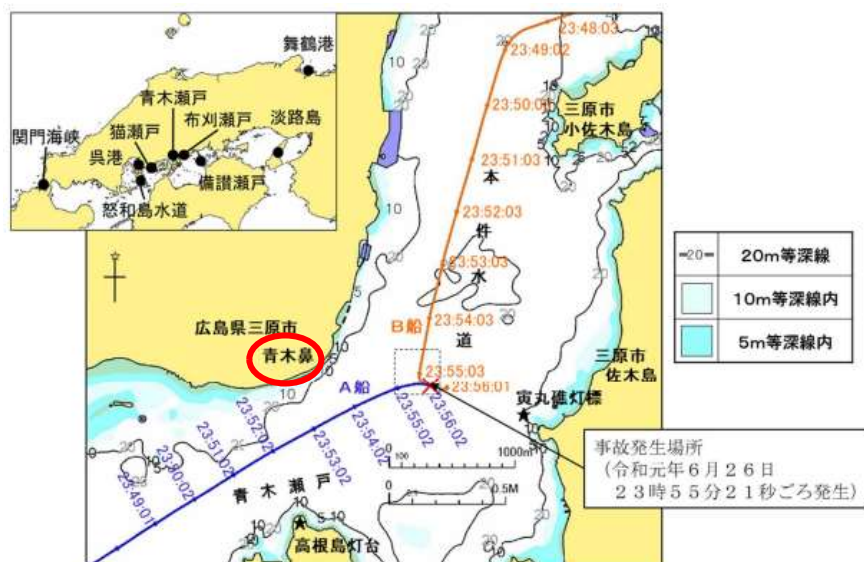 舞鶴港
青木瀬戸
布刈瀬戸
淡路島
関門海峡
猫瀬戸
呉港
備讃瀬戸
怒和島水道
23:48:03
23:49:02
23:50:01
23:51:03
23:52:03
23:53:03
23:54:03
23:55:03
23:56:01
三原市
小佐木島
本
件
水
道
B船
広島県三原市
青木鼻
A船
三原市
佐木島
寅丸礁灯標
23:49:01
23:50:02
23:51:02
23:52:02
23:53:02
23:54:02
23:55:02
23:56:02
青木瀬戸
高根島灯台
0 100 1000m
0 0.5M
20 20m等深線
10m等深線内
5m等深線内
事故発生場所
(令和元年6月26日
23時55分21秒ごろ発生)